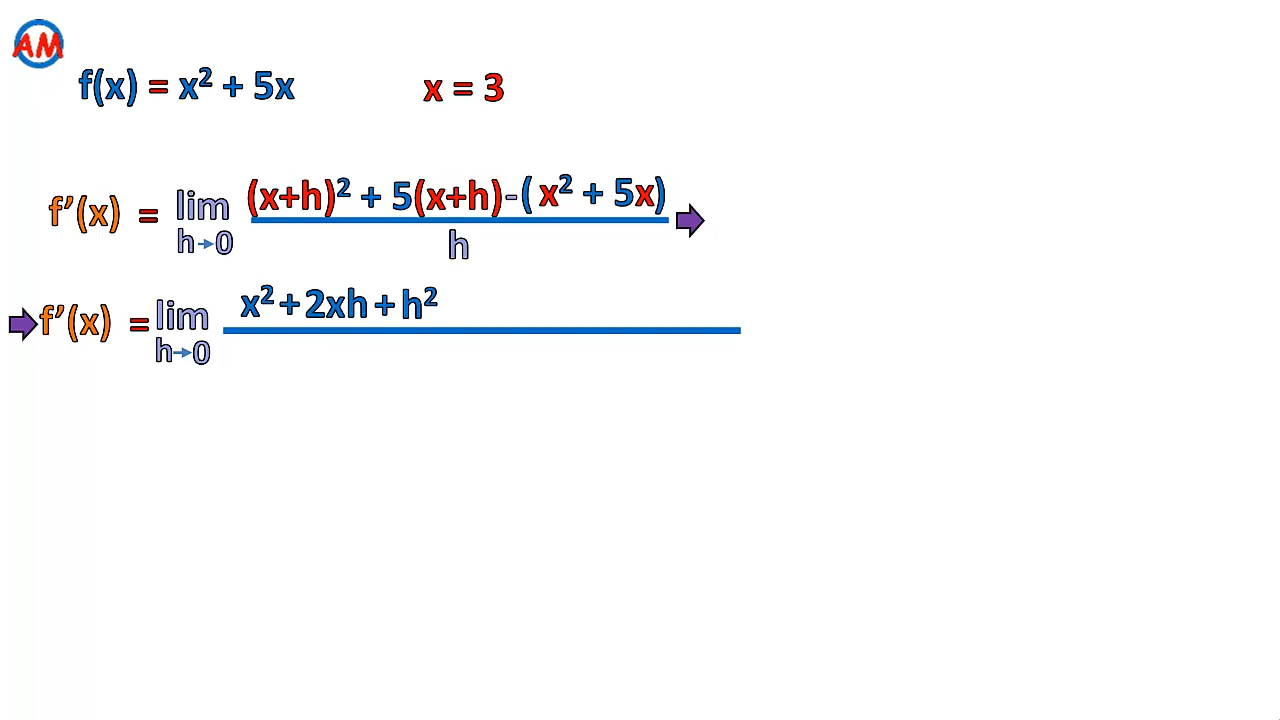 AM
f(x) = x² + 5x x = 3
f’(x) = lim h→0 (x+h)² + 5(x+h)-( x² + 5x) / h
f’(x) = lim h→0 x² + 2xh + h²